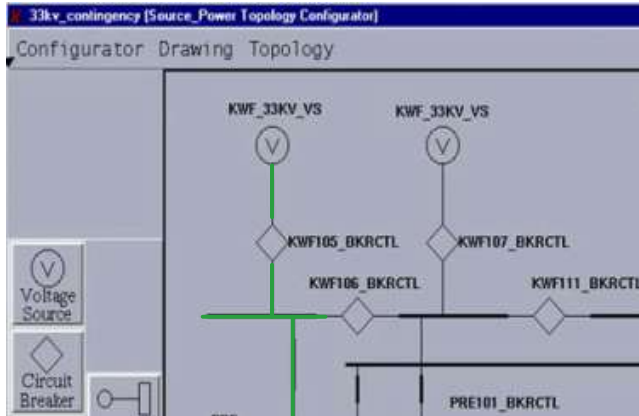 33kv_contingency [Source_Power Topology Configurator]
Configurator Drawing Topology
KWF_33KV_VS KWF_33KV_VS
V V
KWF105_BKRCTL KWF107_BKRCTL
V
Voltage
Source
KWF106_BKRCTL KWF111_BKRCTL
Circuit
Breaker
PRE101_BKRCTL